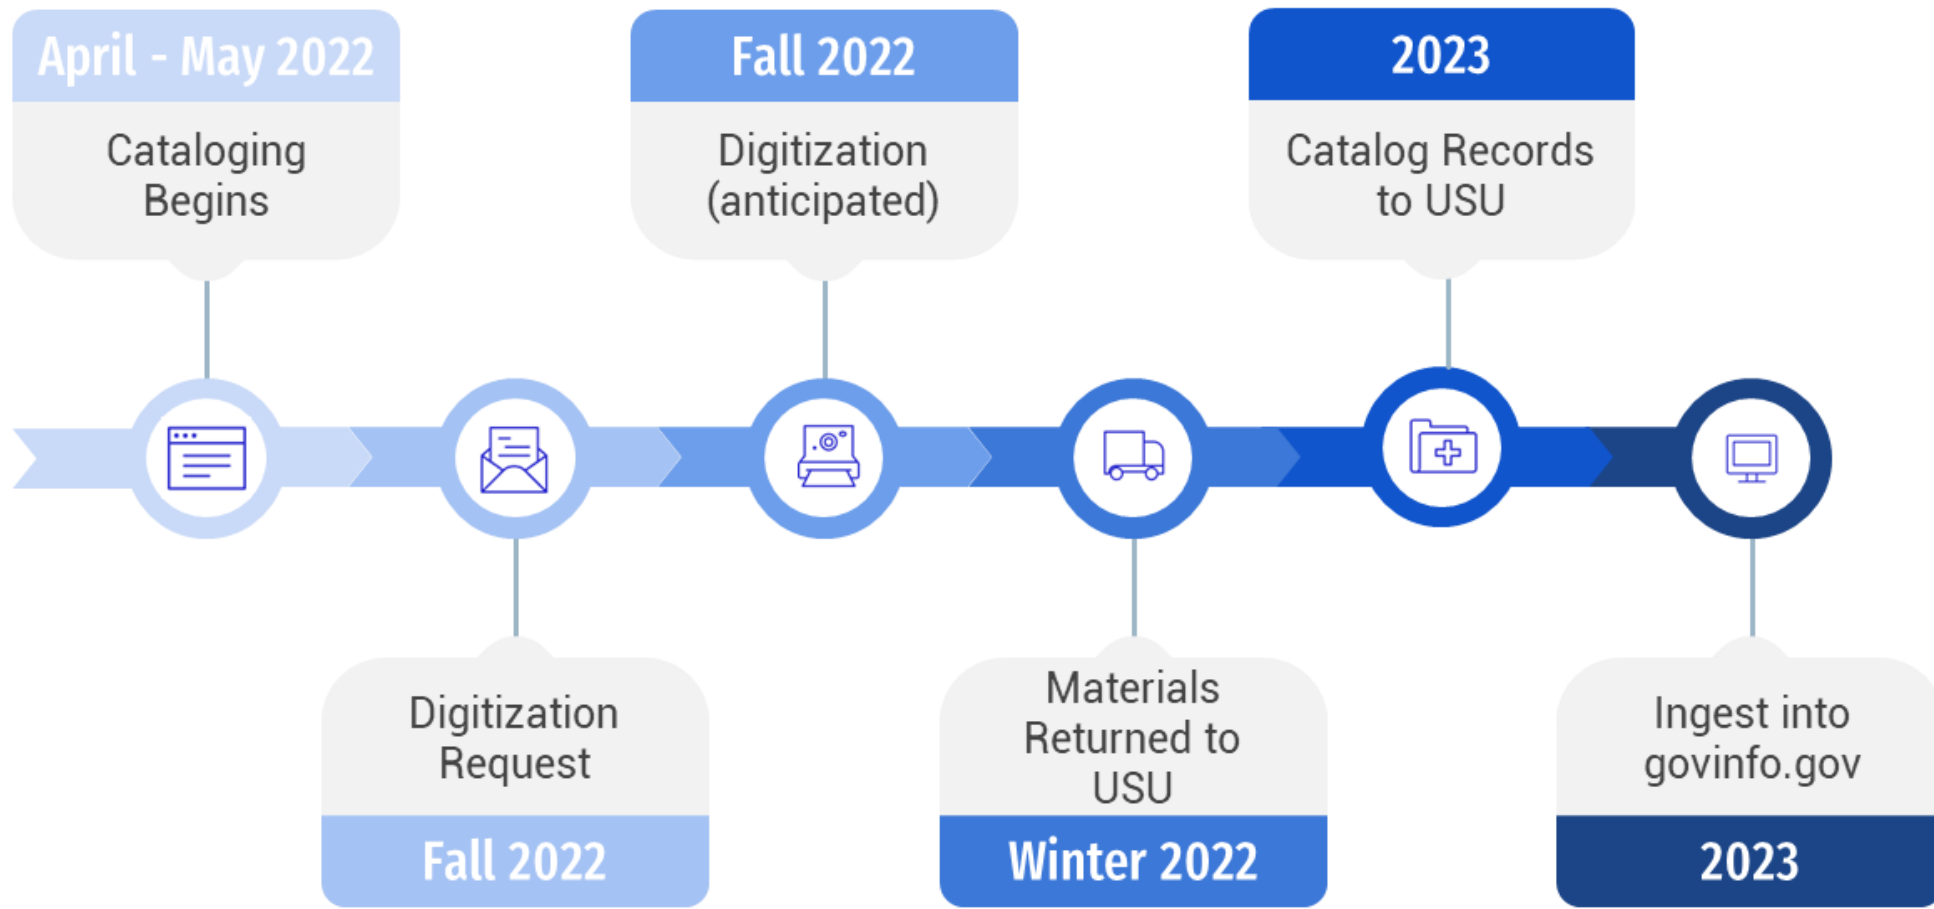 April - May 2022
Cataloging
Begins
Digitization
Request
Fall 2022
Fall 2022
Digitization
(anticipated)
Materials
Returned to
USU
Winter 2022
2023
Catalog Records
to USU
Ingest into
govinfo.gov
2023